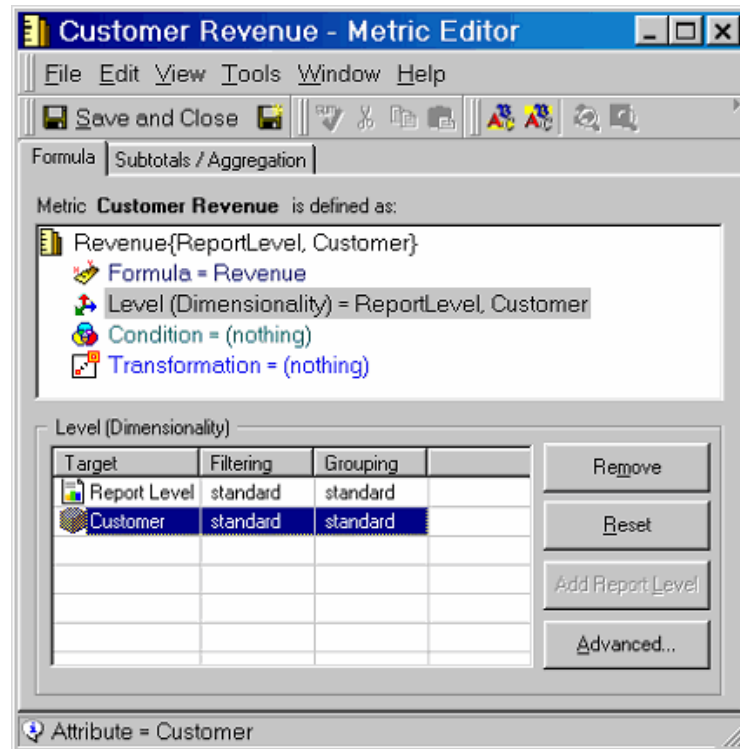 Customer Revenue - Metric Editor
File Edit View Tools Window Help
Save and Close
Formula Subtotals / Aggregation
Metric Customer Revenue is defined as:
Revenue{ReportLevel, Customer}
Formula = Revenue
Level (Dimensionality) = ReportLevel, Customer
Condition = (nothing)
Transformation = (nothing)
Level (Dimensionality)
Target Filtering Grouping
Report Level standard standard
Customer standard standard
Remove
Reset
Add Report Level
Advanced...
Attribute = Customer